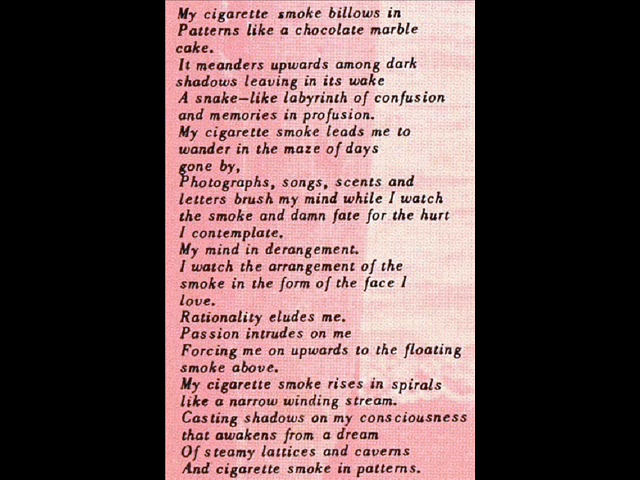 My cigarette smoke billows in
Patterns like a chocolate marble
cake.
It meanders upwards among dark
shadows leaving in its wake
A snake-like labyrinth of confusion
and memories in profusion.
My cigarette smoke leads me to
wander in the maze of days
gone by,
Photographs, songs, scents and
letters brush my mind while I watch
the smoke and damn fate for the hurt
I contemplate.
My mind in derangement.
I watch the arrangement of the
smoke in the form of the face I
love.
Rationality eludes me.
Passion intrudes on me
Forcing me on upwards to the floating
smoke above.
My cigarette smoke rises in spirals
like a narrow winding stream.
Casting shadows on my consciousness
that awakens from a dream
Of steamy lattices and caverns
And cigarette smoke in patterns.